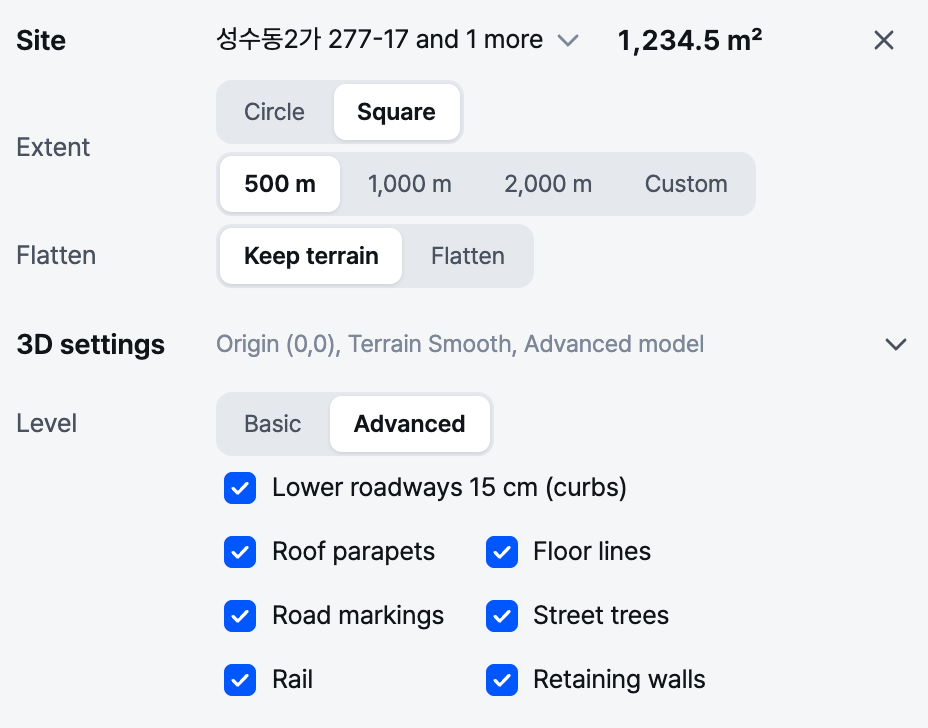 Site 성수동2가 277-17 and 1 more 1,234.5 m²
Circle Square
Extent
500 m 1,000 m 2,000 m Custom
Flatten Keep terrain Flatten
3D settings Origin (0,0), Terrain Smooth, Advanced model
Level Basic Advanced
Lower roadways 15 cm (curbs)
Roof parapets Floor lines
Road markings Street trees
Rail Retaining walls